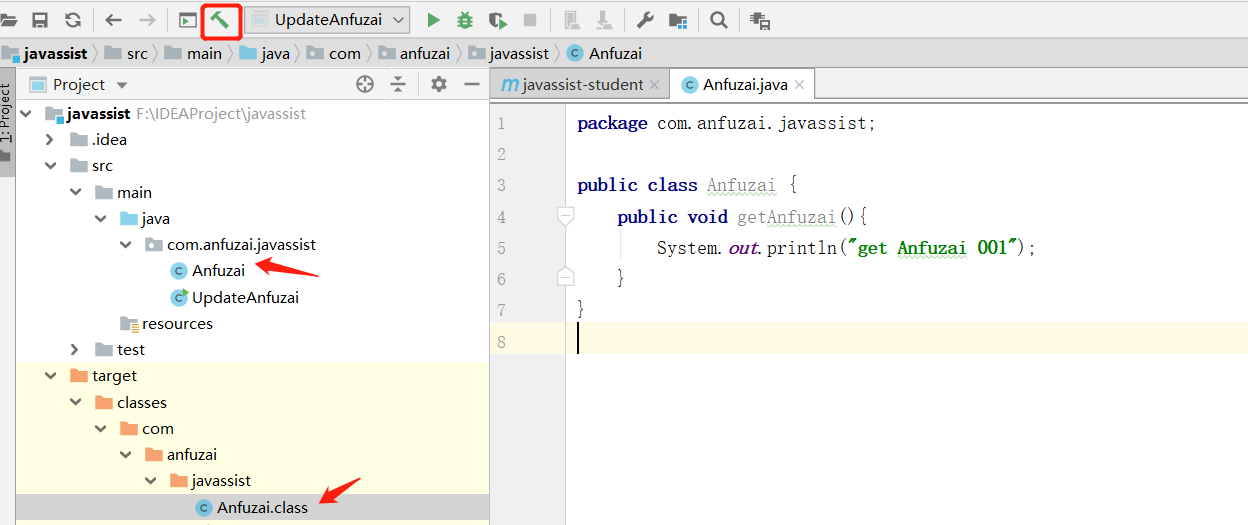 UpdateAnfuzai
javassist src main java com anfuzai javassist Anfuzai
1: Project
Project
javassist F:\IDEAProject\javassist
.idea
src
main
java
com.anfuzai.javassist
Anfuzai
UpdateAnfuzai
resources
test
target
classes
com
anfuzai
javassist
Anfuzai.class
javassist-student Anfuzai.java
1 package com.anfuzai.javassist;
2
3 public class Anfuzai {
4 public void getAnfuzai(){
5 System.out.println("get Anfuzai 001");
6 }
7 }
8